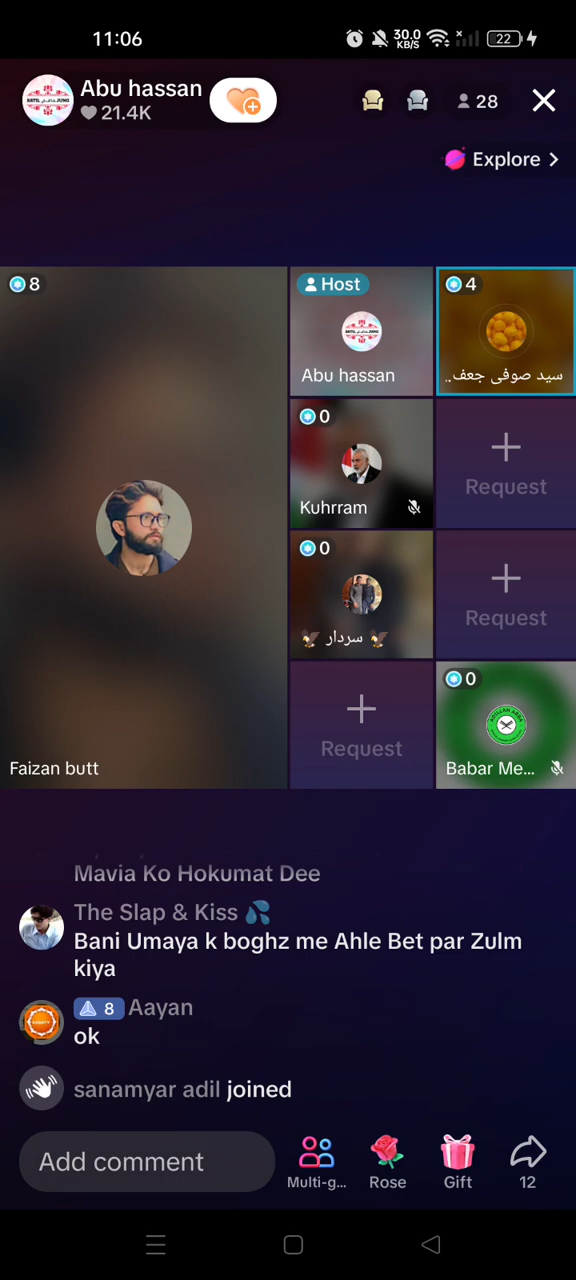 11:06
30.0
KB/S
22
Abu hassan
21.4K
28
Explore
8
Host
Abu hassan
4
سید صوفی جعف..
0
Kuhrram
Request
0
سردار
Request
Request
0
Babar Me...
Faizan butt
Mavia Ko Hokumat Dee
The Slap & Kiss
Bani Umaya k boghz me Ahle Bet par Zulm
kiya
8 Aayan
ok
sanamyar adil joined
Add comment
Multi-g...
Rose
Gift
12